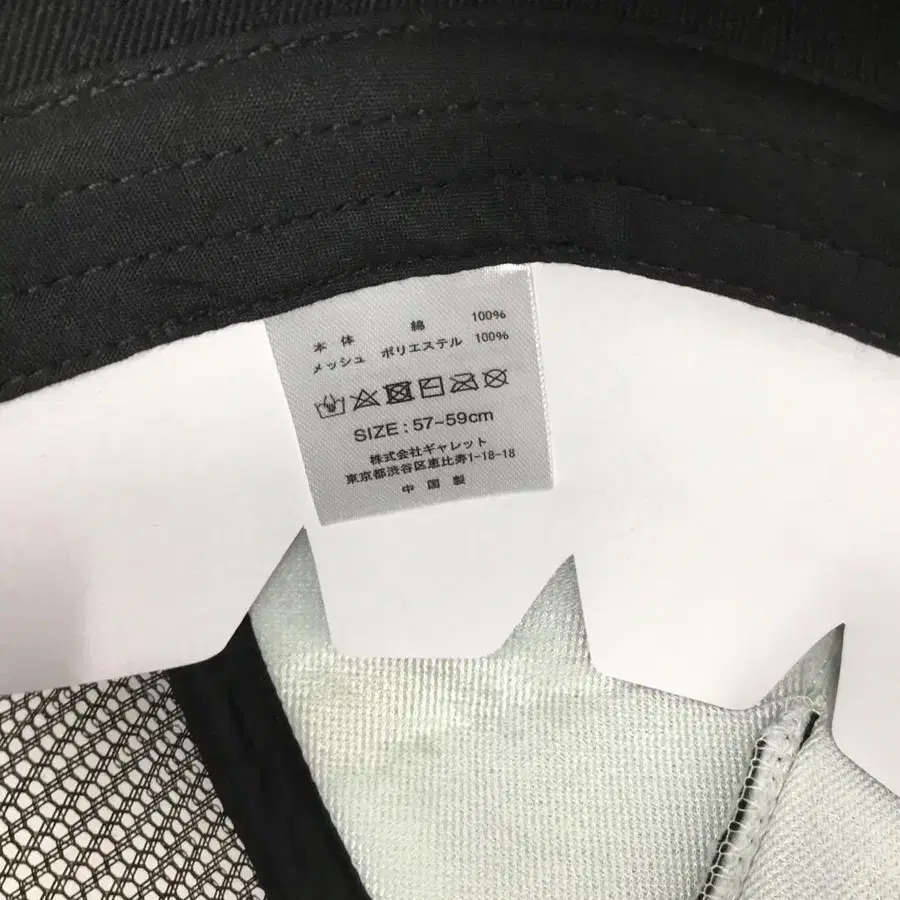 本体 綿 100%
メッシュ ポリエステル 100%
SIZE : 57~59cm
株式会社ギャレット
東京都渋谷区恵比寿1-18-18
中国製